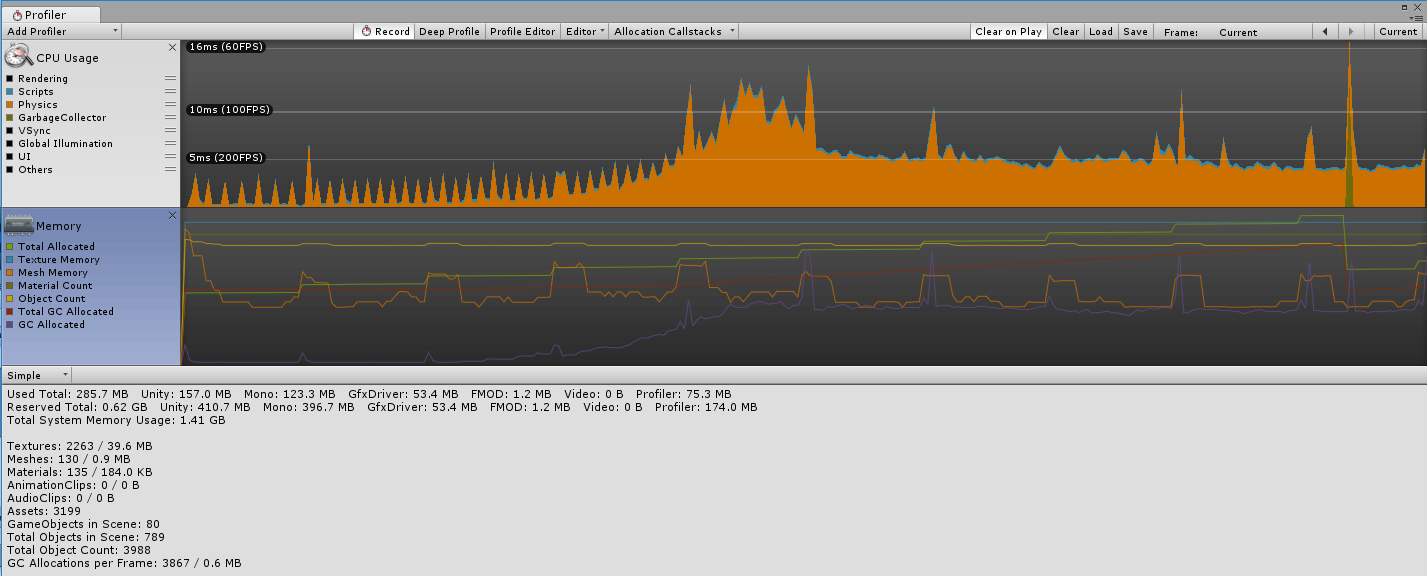 Profiler
Add Profiler Record Deep Profile Profile Editor Editor Allocation Callstacks Clear on Play Clear Load Save Frame: Current Current
CPU Usage
Rendering
Scripts
Physics
GarbageCollector
VSync
Global Illumination
UI
Others
16ms (60FPS)
10ms (100FPS)
5ms (200FPS)
Memory
Total Allocated
Texture Memory
Mesh Memory
Material Count
Object Count
Total GC Allocated
GC Allocated
Simple
Used Total: 285.7 MB Unity: 157.0 MB Mono: 123.3 MB GfxDriver: 53.4 MB FMOD: 1.2 MB Video: 0 B Profiler: 75.3 MB
Reserved Total: 0.62 GB Unity: 410.7 MB Mono: 396.7 MB GfxDriver: 53.4 MB FMOD: 1.2 MB Video: 0 B Profiler: 174.0 MB
Total System Memory Usage: 1.41 GB
Textures: 2263 / 39.6 MB
Meshes: 130 / 0.9 MB
Materials: 135 / 184.0 KB
AnimationClips: 0 / 0 B
AudioClips: 0 / 0 B
Assets: 3199
GameObjects in Scene: 80
Total Objects in Scene: 789
Total Object Count: 3988
GC Allocations per Frame: 3867 / 0.6 MB